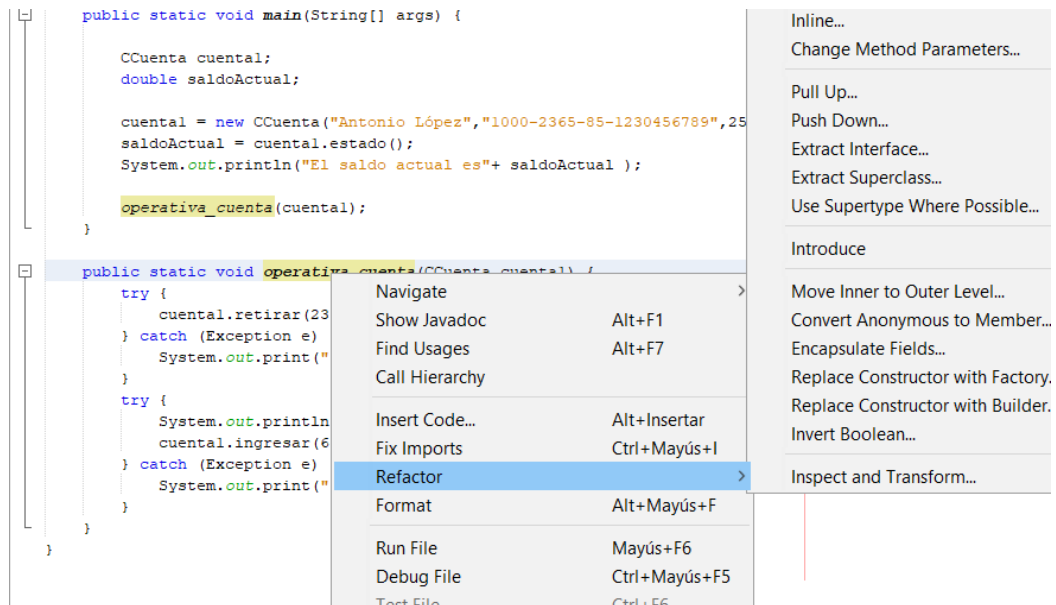 public static void main(String[] args) {
CCuenta cuenta1;
double saldoActual;
cuenta1 = new CCuenta("Antonio López","1000-2365-85-1230456789",25
saldoActual = cuenta1.estado();
System.out.println("El saldo actual es"+ saldoActual );
operativa_cuenta(cuenta1);
}
public static void operativa_cuenta(CCuenta cuenta1) {
try {
cuenta1.retirar(23
} catch (Exception e)
System.out.print("
}
try {
System.out.println
cuenta1.ingresar(6
} catch (Exception e)
System.out.print("
}
}
}
Navigate
Show Javadoc Alt+F1
Find Usages Alt+F7
Call Hierarchy
Insert Code... Alt+Insertar
Fix Imports Ctrl+Mayús+I
Refactor
Format Alt+Mayús+F
Run File Mayús+F6
Debug File Ctrl+Mayús+F5
Test File Ctrl+F6
Inline...
Change Method Parameters...
Pull Up...
Push Down...
Extract Interface...
Extract Superclass...
Use Supertype Where Possible...
Introduce
Move Inner to Outer Level...
Convert Anonymous to Member...
Encapsulate Fields...
Replace Constructor with Factory.
Replace Constructor with Builder.
Invert Boolean...
Inspect and Transform...